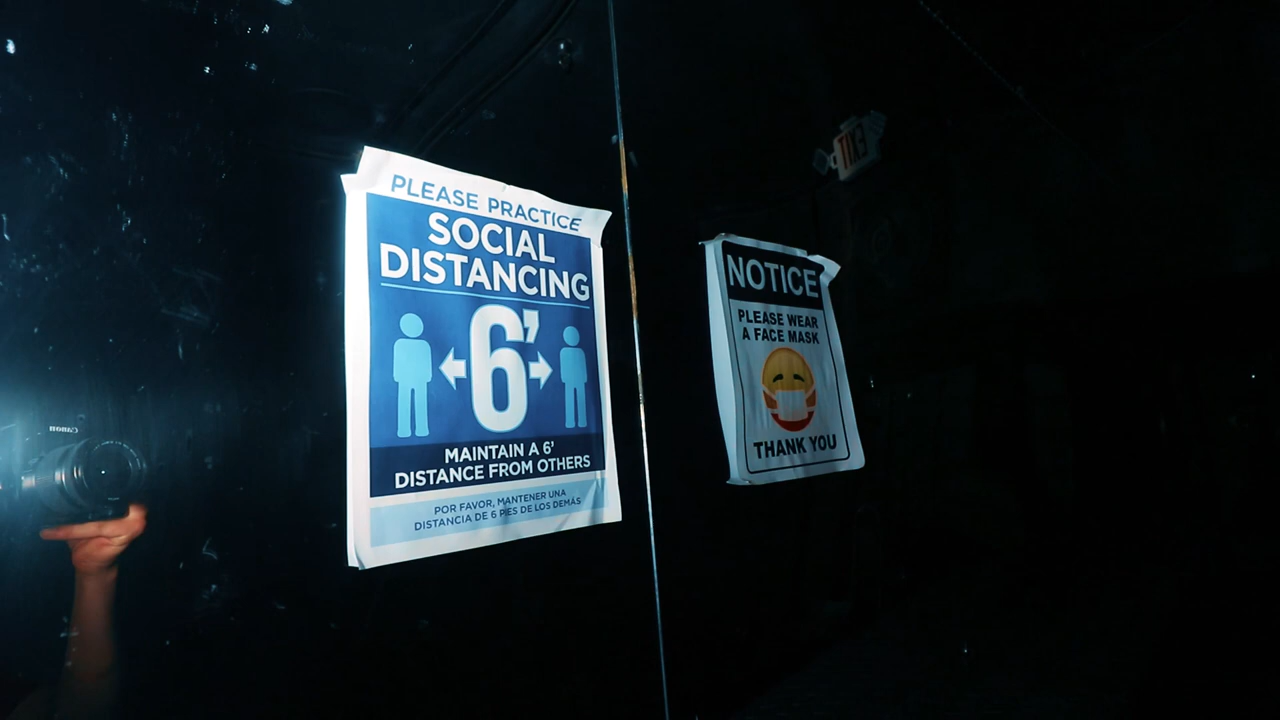 PLEASE PRACTICE
SOCIAL
DISTANCING
6'
MAINTAIN A 6'
DISTANCE FROM OTHERS
POR FAVOR, MANTENER UNA
DISTANCIA DE 6 PIES DE LOS DEMÁS
NOTICE
PLEASE WEAR
A FACE MASK
THANK YOU
EXIT
Canon